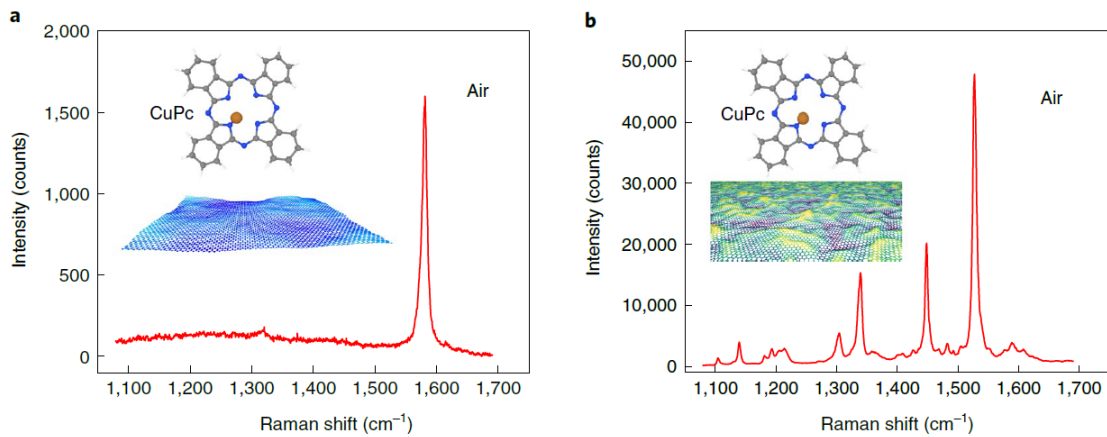 a
2,000
1,500
1,000
500
0
Intensity (counts)
CuPc
Air
1,100 1,200 1,300 1,400 1,500 1,600 1,700
Raman shift (cm⁻¹)
b
50,000
40,000
30,000
20,000
10,000
0
Intensity (counts)
CuPc
Air
1,100 1,200 1,300 1,400 1,500 1,600 1,700
Raman shift (cm⁻¹)